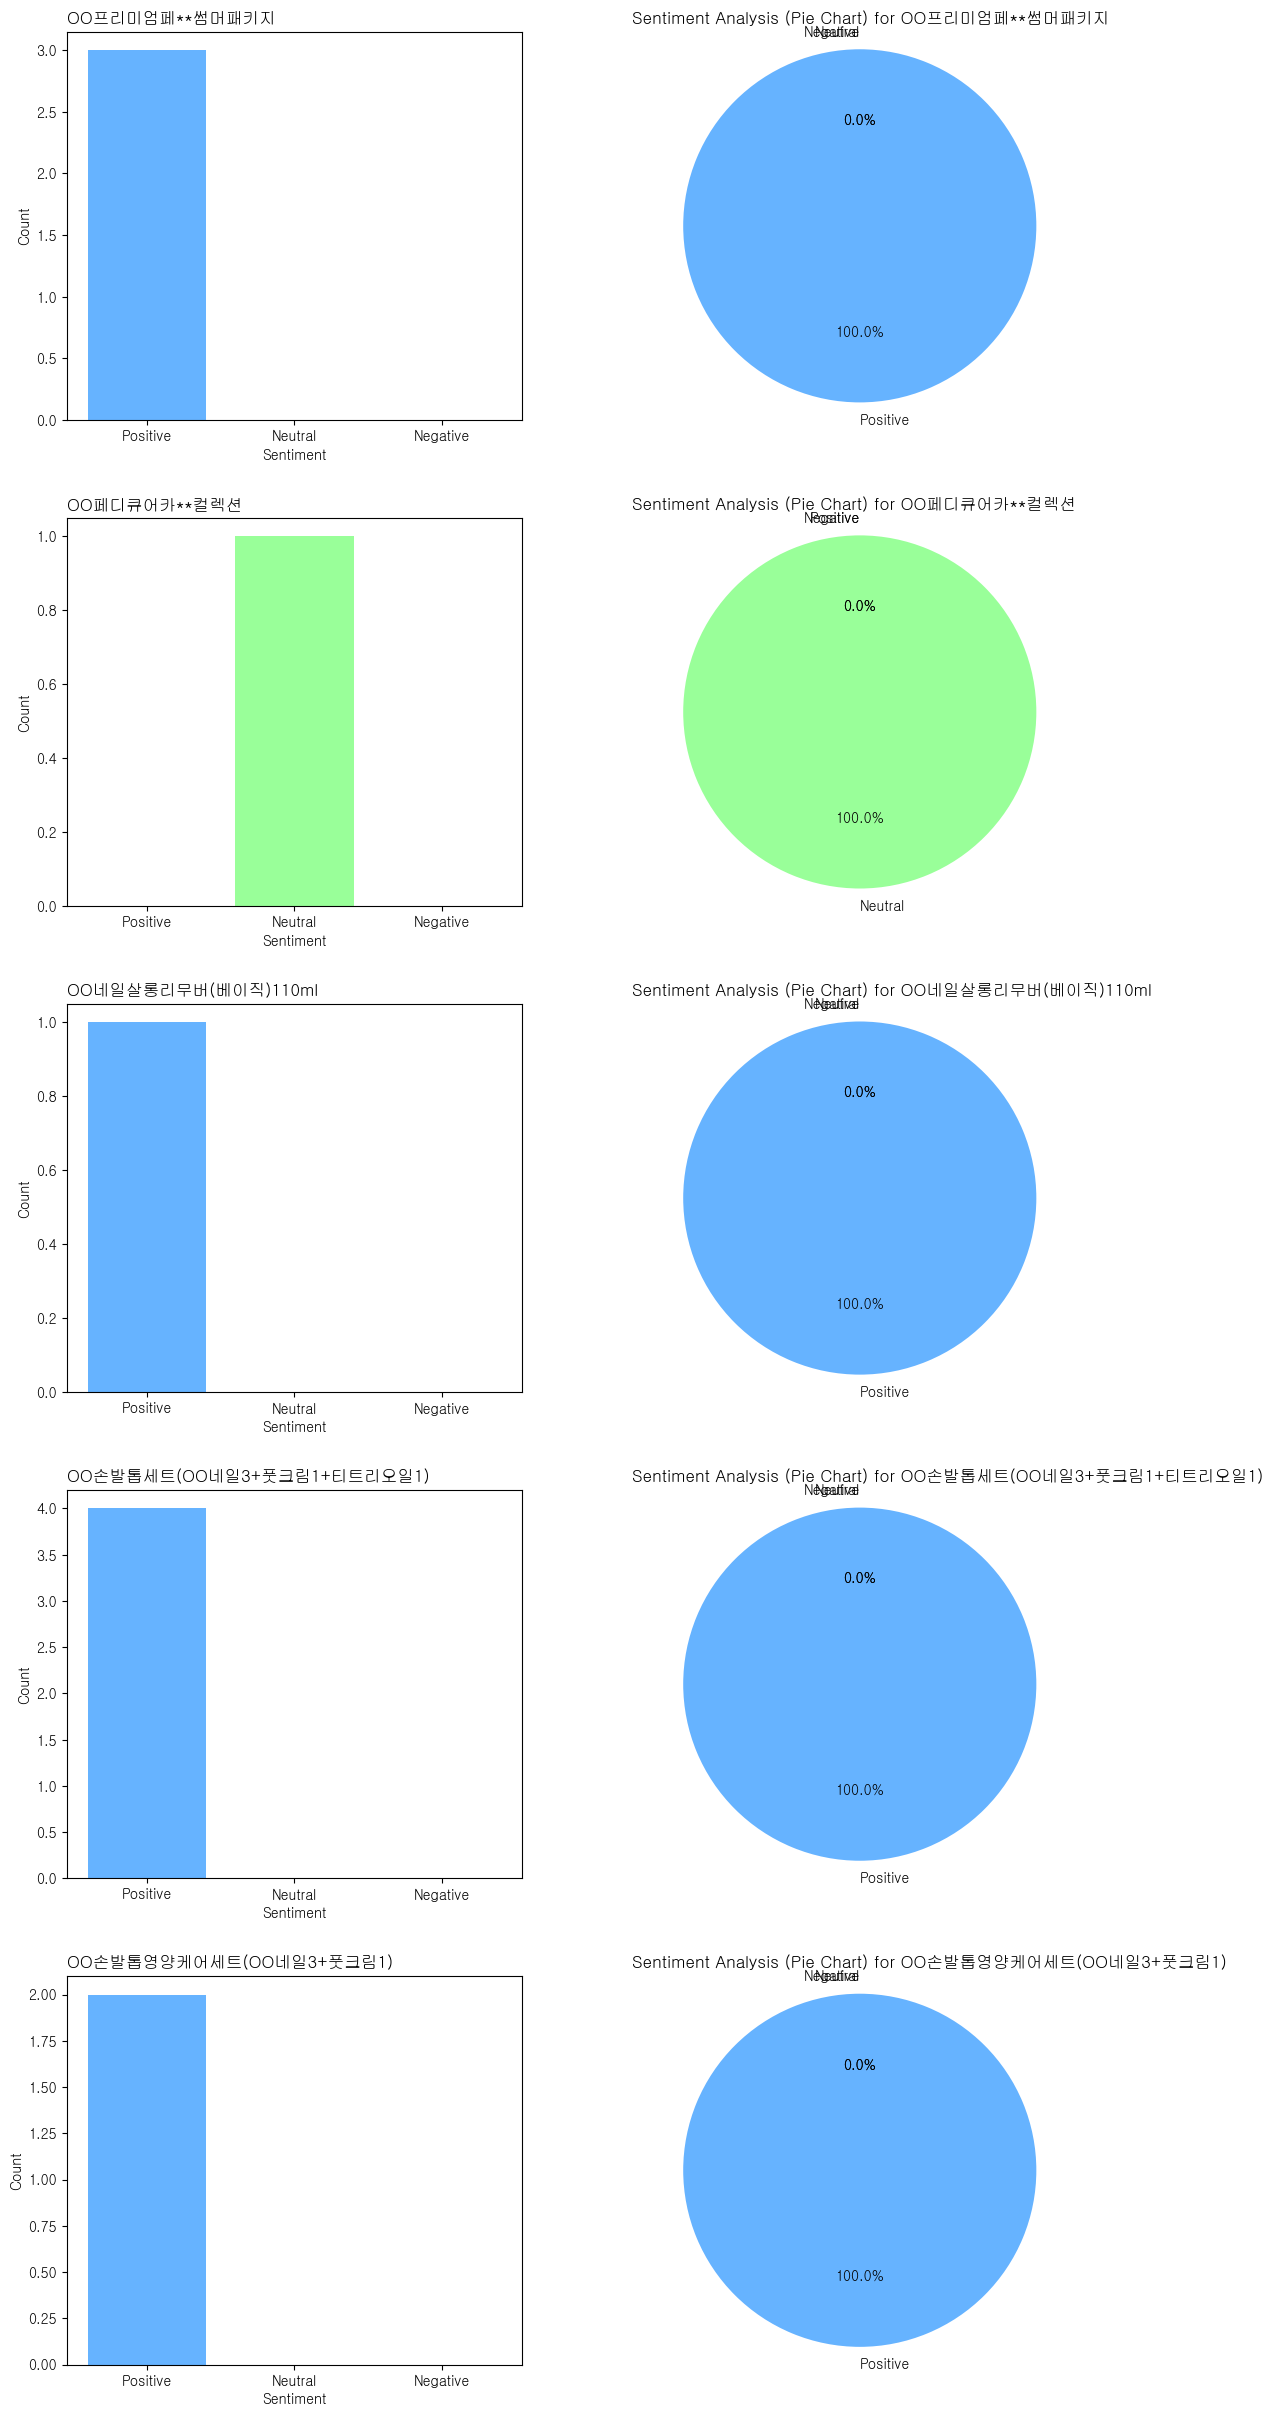 OO프리미엄페**썸머패키지
3.0
2.5
2.0
1.5
1.0
0.5
0.0
Count
Positive Neutral Negative
Sentiment
Sentiment Analysis (Pie Chart) for OO프리미엄페**썸머패키지
Negative Neutral
0.0%
100.0%
Positive
OO페디큐어카**컬렉션
1.0
0.8
0.6
0.4
0.2
0.0
Count
Positive Neutral Negative
Sentiment
Sentiment Analysis (Pie Chart) for OO페디큐어카**컬렉션
Negative Positive
0.0%
100.0%
Neutral
OO네일살롱리무버(베이직)110ml
1.0
0.8
0.6
0.4
0.2
0.0
Count
Positive Neutral Negative
Sentiment
Sentiment Analysis (Pie Chart) for OO네일살롱리무버(베이직)110ml
Negative Neutral
0.0%
100.0%
Positive
OO손발톱세트(OO네일3+풋크림1+티트리오일1)
4.0
3.5
3.0
2.5
2.0
1.5
1.0
0.5
0.0
Count
Positive Neutral Negative
Sentiment
Sentiment Analysis (Pie Chart) for OO손발톱세트(OO네일3+풋크림1+티트리오일1)
Negative Neutral
0.0%
100.0%
Positive
OO손발톱영양케어세트(OO네일3+풋크림1)
2.00
1.75
1.50
1.25
1.00
0.75
0.50
0.25
0.00
Count
Positive Neutral Negative
Sentiment
Sentiment Analysis (Pie Chart) for OO손발톱영양케어세트(OO네일3+풋크림1)
Negative Neutral
0.0%
100.0%
Positive